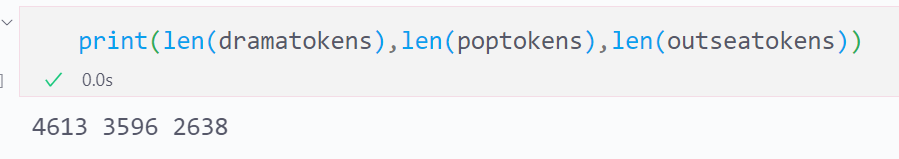 print(len(dramatokens),len(poptokens),len(outseatokens))
0.0s
4613 3596 2638